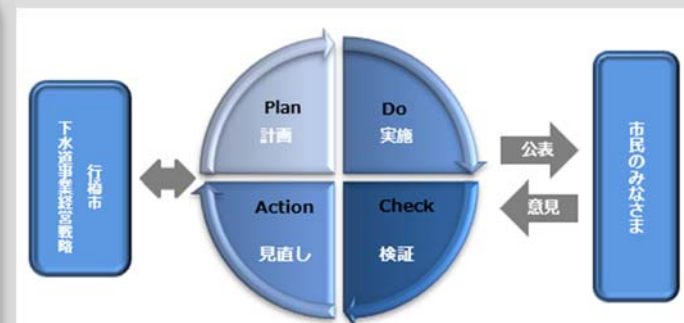 行橋市
下水道事業経営戦略
Plan
計画
Do
実施
Action
見直し
Check
検証
公表
意見
市民のみなさま